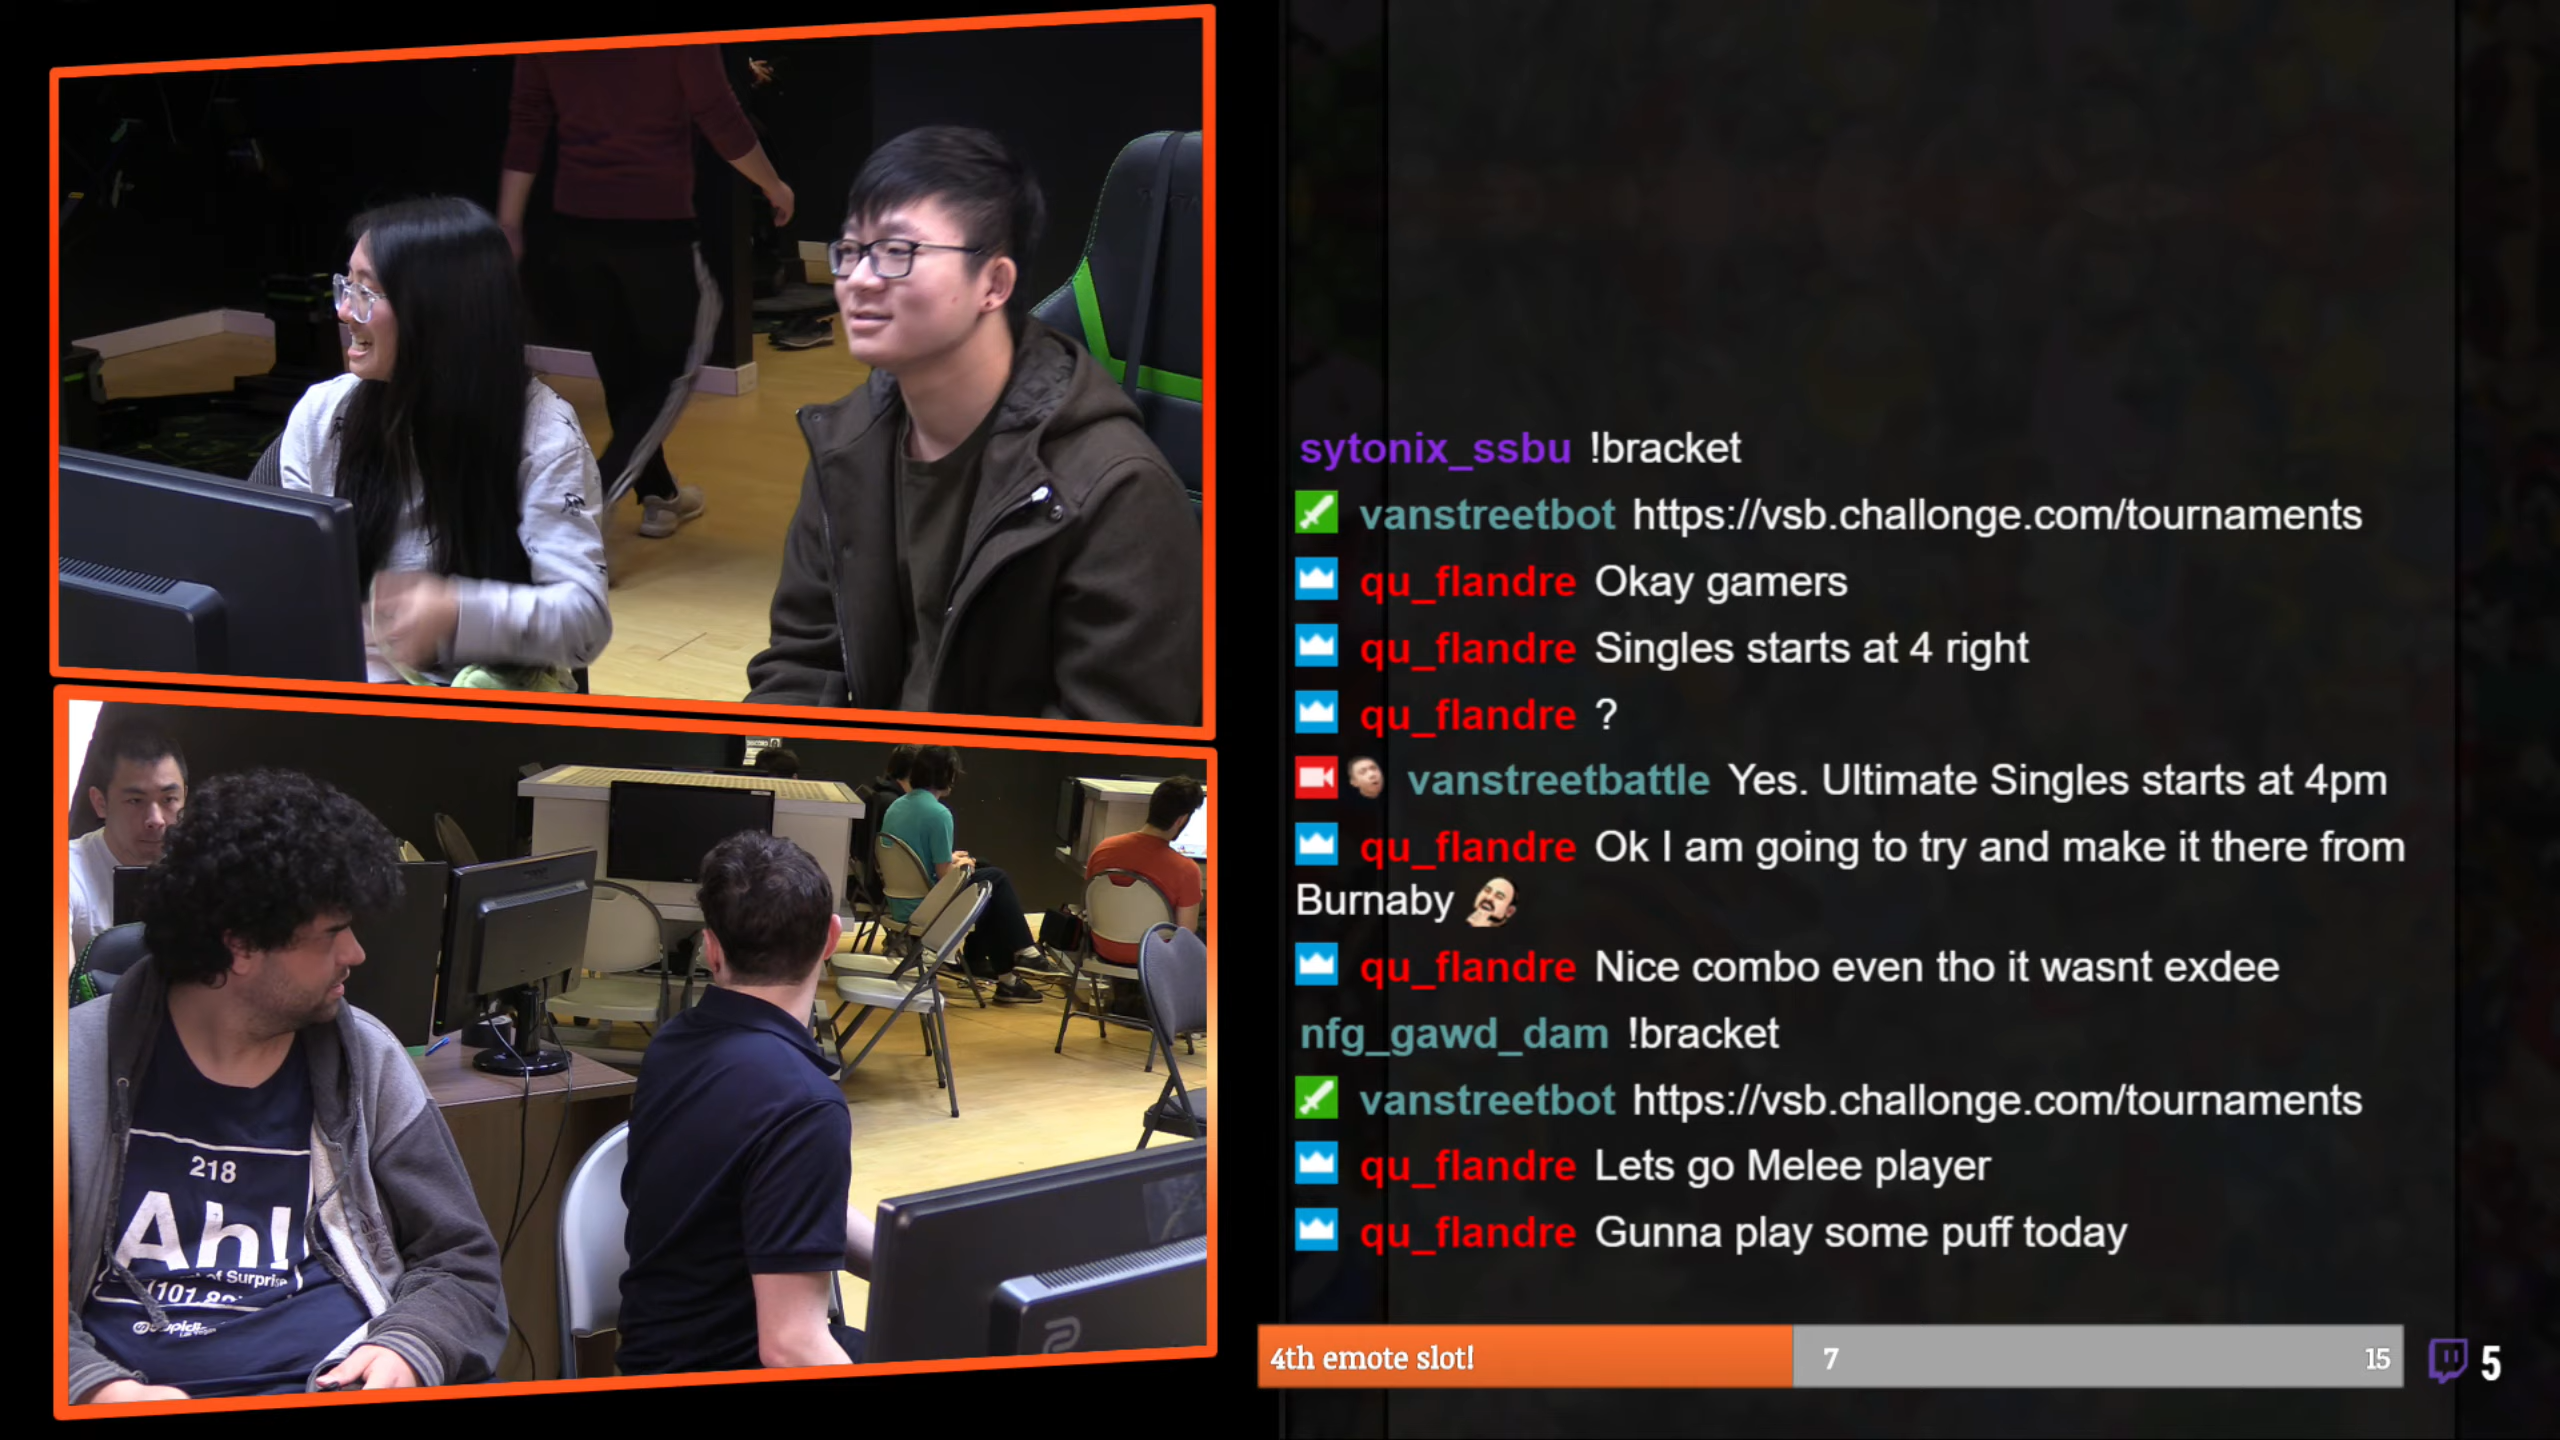 sytonix_ssbu !bracket
vanstreetbot https://vsb.challonge.com/tournaments
qu_flandre Okay gamers
qu_flandre Singles starts at 4 right
qu_flandre ?
vanstreetbattle Yes. Ultimate Singles starts at 4pm
qu_flandre Ok I am going to try and make it there from
Burnaby
qu_flandre Nice combo even tho it wasnt exdee
nfg_gawd_dam !bracket
vanstreetbot https://vsb.challonge.com/tournaments
qu_flandre Lets go Melee player
qu_flandre Gunna play some puff today
4th emote slot! 7 15 5
218
Ah!
of Surprise